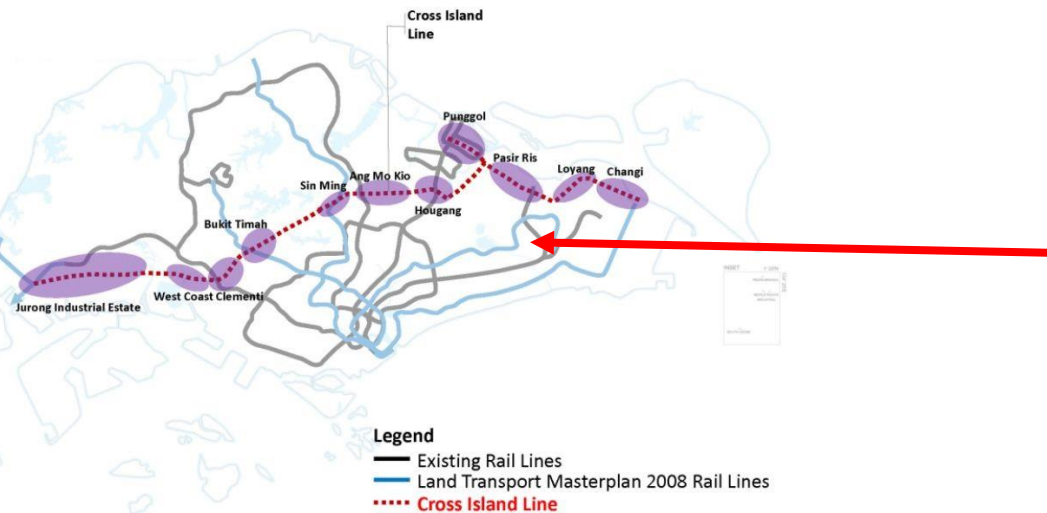 Cross Island
Line
Punggol
Pasir Ris
Loyang
Changi
Ang Mo Kio
Sin Ming
Hougang
Bukit Timah
West Coast
Clementi
Jurong Industrial Estate
Legend
Existing Rail Lines
Land Transport Masterplan 2008 Rail Lines
Cross Island Line